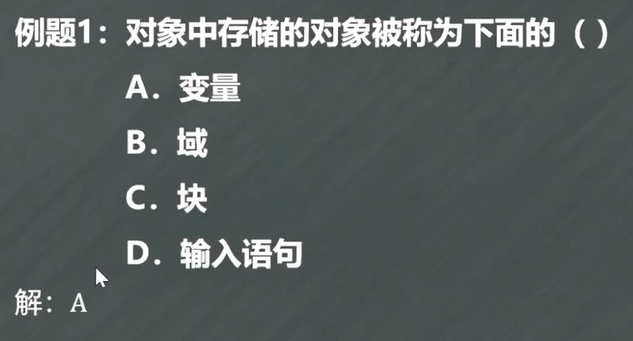 例题1：对象中存储的对象被称为下面的（ ）
A．变量
B．域
C．块
D．输入语句
解：A